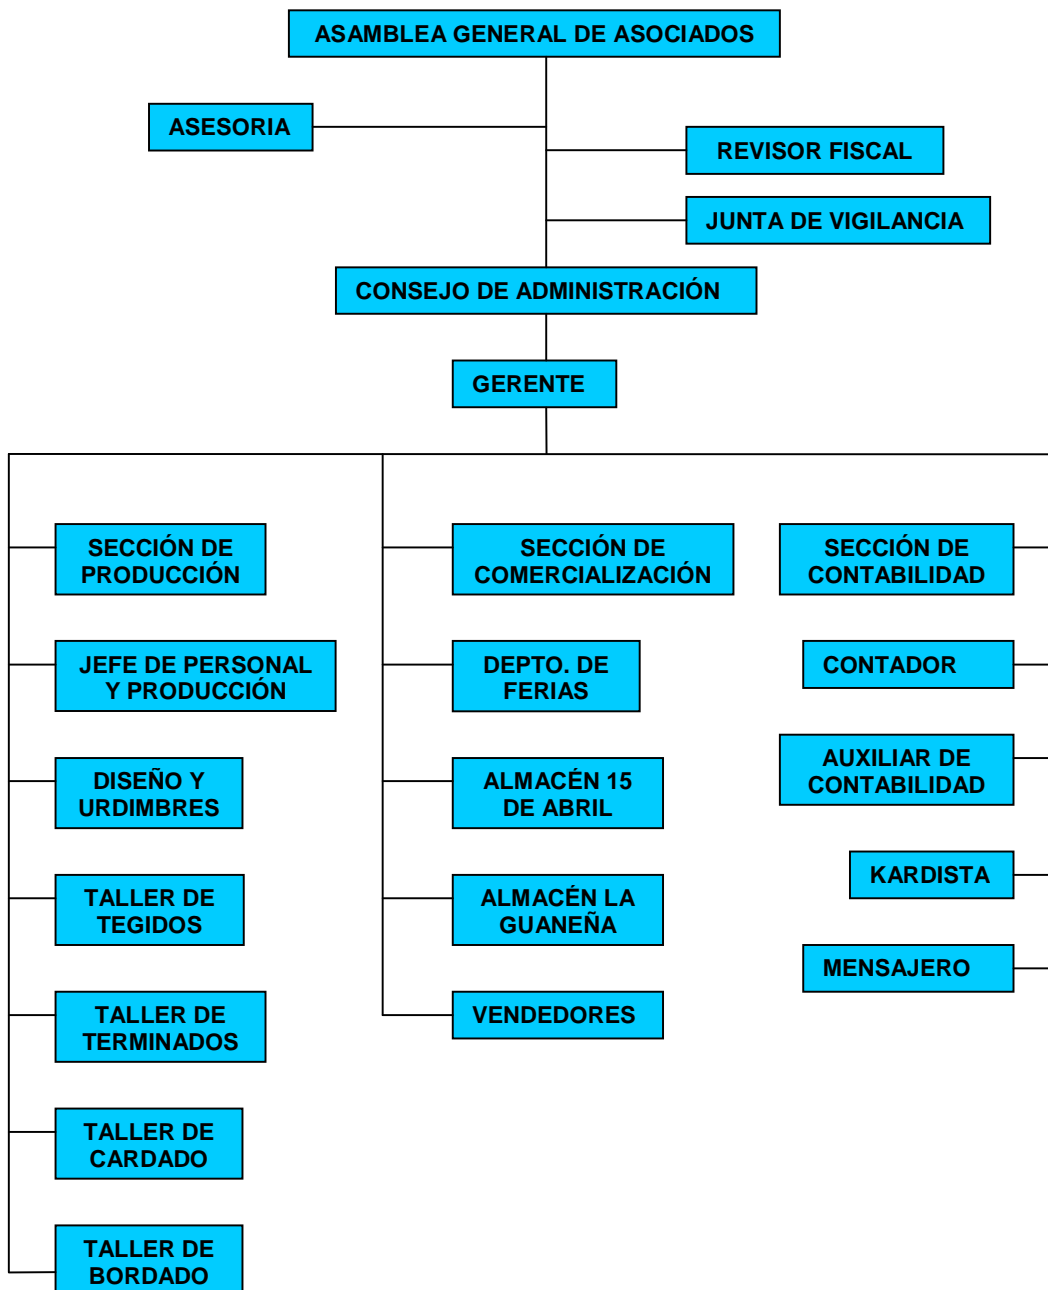 ASAMBLEA GENERAL DE ASOCIADOS
ASESORIA
REVISOR FISCAL
JUNTA DE VIGILANCIA
CONSEJO DE ADMINISTRACIÓN
GERENTE
SECCIÓN DE
PRODUCCIÓN
JEFE DE PERSONAL
Y PRODUCCIÓN
DISEÑO Y
URDIMBRES
TALLER DE
TEGIDOS
TALLER DE
TERMINADOS
TALLER DE
CARDADO
TALLER DE
BORDADO
SECCIÓN DE
COMERCIALIZACIÓN
DEPTO. DE
FERIAS
ALMACÉN 15
DE ABRIL
ALMACÉN LA
GUANEÑA
VENDEDORES
SECCIÓN DE
CONTABILIDAD
CONTADOR
AUXILIAR DE
CONTABILIDAD
KARDISTA
MENSAJERO